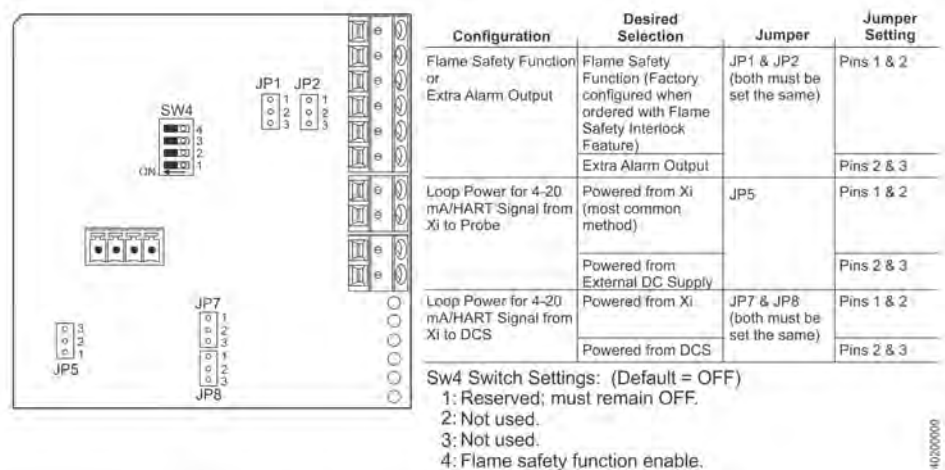 JP1 JP2
1 1
2 2
3 3
SW4
4
3
2
1
ON
JP7
1
2
3
1
2
3
JP8
3
2
1
JP5
Configuration Desired Selection Jumper Jumper Setting
Flame Safety Function or Extra Alarm Output
Flame Safety Function (Factory configured when ordered with Flame Safety Interlock Feature)
JP1 & JP2 (both must be set the same)
Pins 1 & 2
Extra Alarm Output
Pins 2 & 3
Loop Power for 4-20 mA/HART Signal from Xi to Probe
Powered from Xi (most common method)
JP5
Pins 1 & 2
Powered from External DC Supply
Pins 2 & 3
Loop Power for 4-20 mA/HART Signal from Xi to DCS
Powered from Xi
JP7 & JP8 (both must be set the same)
Pins 1 & 2
Powered from DCS
Pins 2 & 3
Sw4 Switch Settings: (Default = OFF)
1: Reserved; must remain OFF.
2: Not used.
3: Not used.
4: Flame safety function enable.